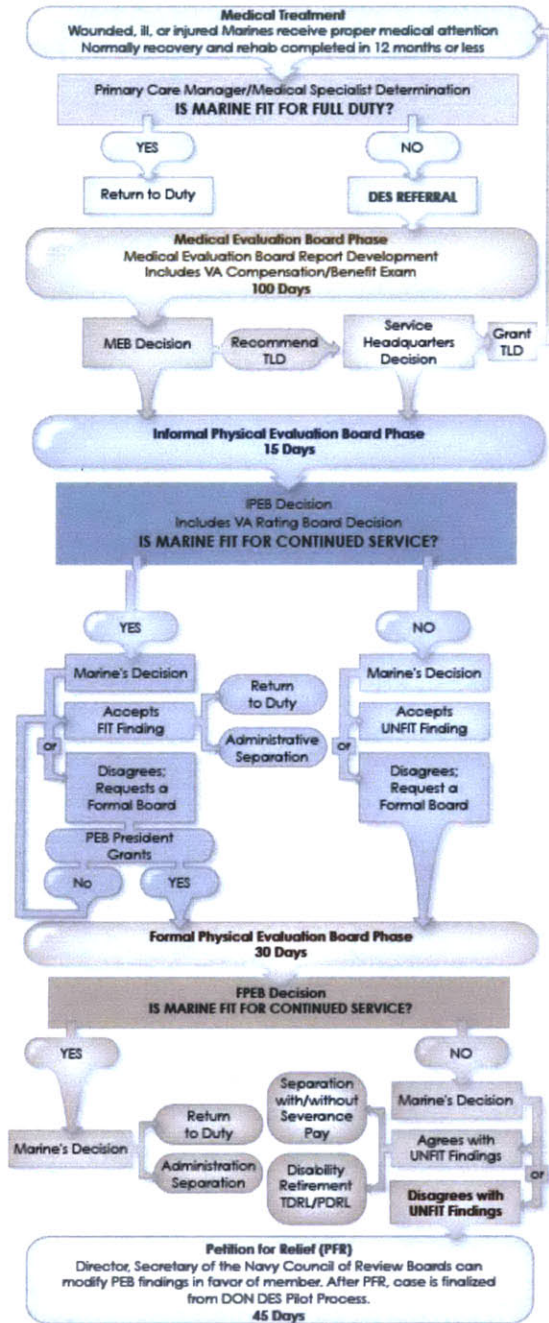 Medical Treatment
Wounded, ill, or injured Marines receive proper medical attention
Normally recovery and rehab completed in 12 months or less
Primary Care Manager/Medical Specialist Determination
IS MARINE FIT FOR FULL DUTY?
YES
NO
Return to Duty
DES REFERRAL
Medical Evaluation Board Phase
Medical Evaluation Board Report Development
Includes VA Compensation/Benefit Exam
100 Days
MEB Decision
Recommend
TLD
Service
Headquarters
Decision
Grant
TLD
Informal Physical Evaluation Board Phase
15 Days
IPEB Decision
Includes VA Rating Board Decision
IS MARINE FIT FOR CONTINUED SERVICE?
YES
NO
Marine's Decision
Accepts
FIT Finding
or
Disagrees;
Requests a
Formal Board
Return
to Duty
Administrative
Separation
Marine's Decision
Accepts
UNFIT Finding
or
Disagrees;
Request a
Formal Board
PEB President
Grants
No
YES
Formal Physical Evaluation Board Phase
30 Days
FPEB Decision
IS MARINE FIT FOR CONTINUED SERVICE?
YES
NO
Marine's Decision
Return
to Duty
Administration
Separation
Separation
with/without
Severance
Pay
Disability
Retirement
TDRL/PDRL
Marine's Decision
Agrees with
UNFIT Findings
or
Disagrees with
UNFIT Findings
Petition for Relief (PFR)
Director, Secretary of the Navy Council of Review Boards can
modify PEB findings in favor of member. After PFR, case is finalized
from DON DES Pilot Process.
45 Days